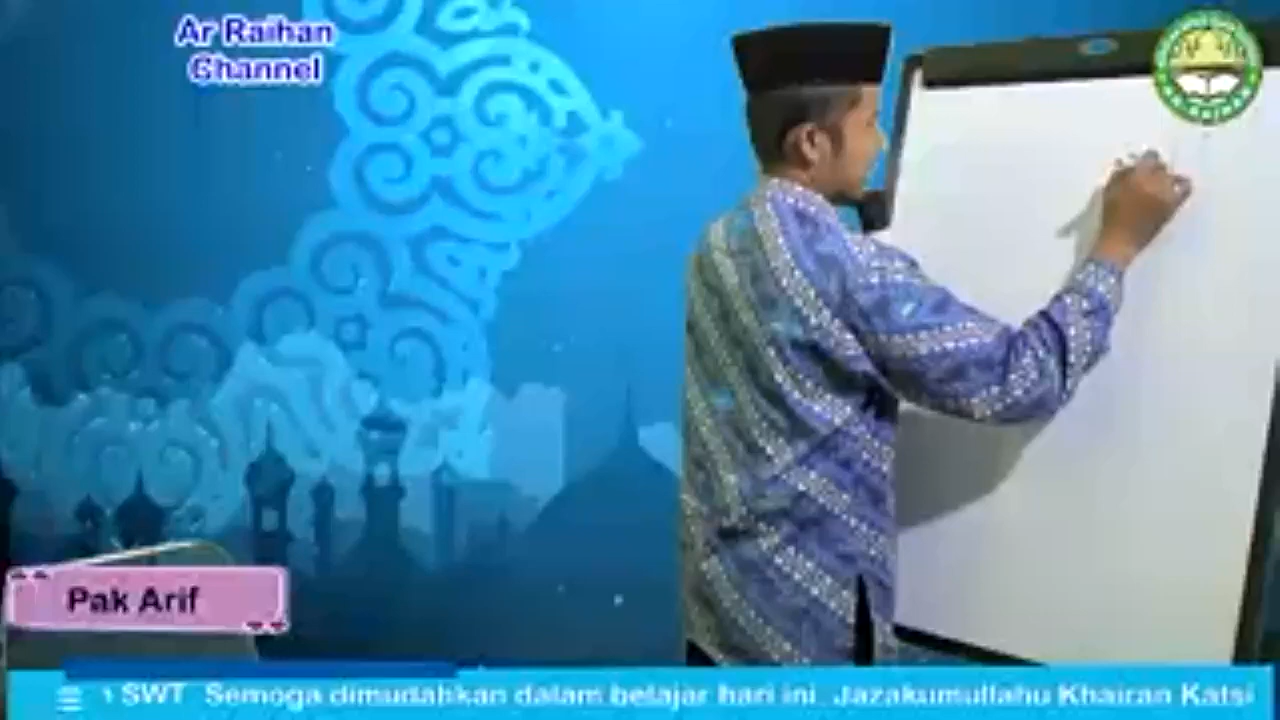 Ar Raihan
Channel
Pak Arif
SWT Semoga dimudahkan dalam belajar hari ini. Jazakumullahu Khairan Katsi